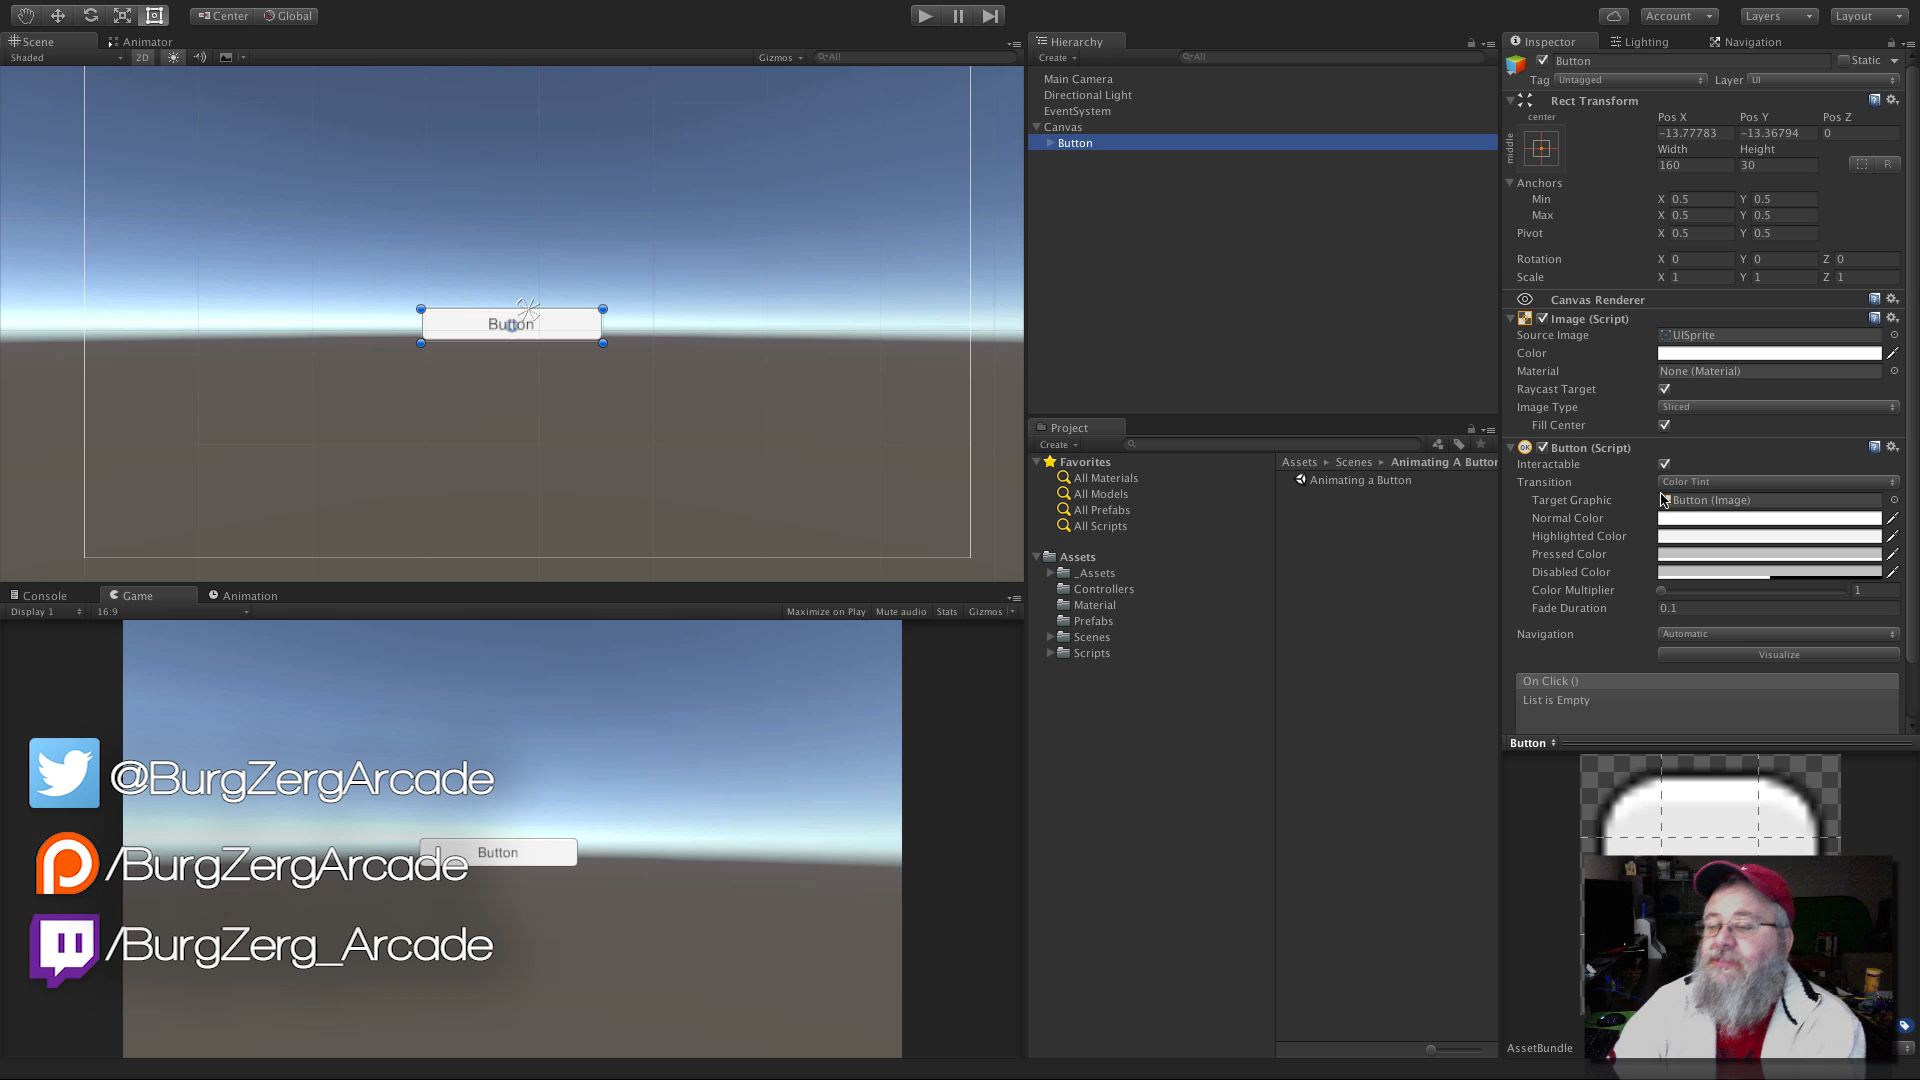 Center
Global
Account
Layers
Layout
Scene
Animator
Shaded
2D
Gizmos
All
Button
Console
Game
Animation
Display 1
16:9
Maximize on Play
Mute audio
Stats
Gizmos
Button
@BurgZergArcade
/BurgZergArcade
/BurgZerg_Arcade
Hierarchy
Create
All
Main Camera
Directional Light
EventSystem
Canvas
Button
Project
Create
Favorites
All Materials
All Models
All Prefabs
All Scripts
Assets
_Assets
Controllers
Material
Prefabs
Scenes
Scripts
Assets
Scenes
Animating A Button
Animating a Button
Inspector
Lighting
Navigation
Button
Static
Tag
Untagged
Layer
UI
Rect Transform
center
middle
Pos X
Pos Y
Pos Z
-13.77783
-13.36794
0
Width
Height
160
30
R
Anchors
Min
X 0.5
Y 0.5
Max
X 0.5
Y 0.5
Pivot
X 0.5
Y 0.5
Rotation
X 0
Y 0
Z 0
Scale
X 1
Y 1
Z 1
Canvas Renderer
Image (Script)
Source Image
UISprite
Color
Material
None (Material)
Raycast Target
Image Type
Sliced
Fill Center
OK
Button (Script)
Interactable
Transition
Color Tint
Target Graphic
Button (Image)
Normal Color
Highlighted Color
Pressed Color
Disabled Color
Color Multiplier
1
Fade Duration
0.1
Navigation
Automatic
Visualize
On Click ()
List is Empty
Button
AssetBundle